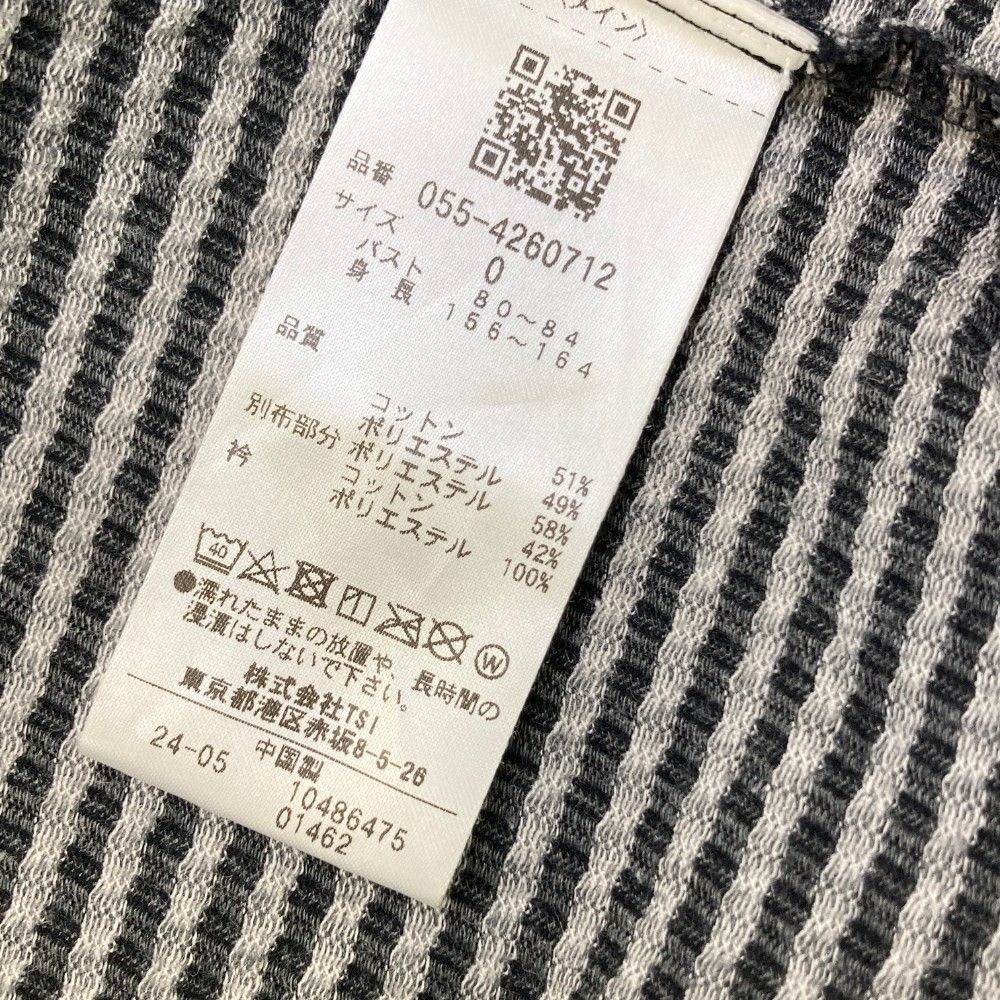 〈メイン〉
品番 055-4260712
サイズ 0
バスト 80～84
身長 156～164
品質
コットン 51%
ポリエステル 49%
別布部分 ポリエステル 58%
コットン 42%
衿 ポリエステル 100%
40
W
●濡れたままの放置や、長時間の
浸漬はしないで下さい。
株式会社TSI
東京都港区赤坂8-5-26
24-05 中国製
10486475
01462